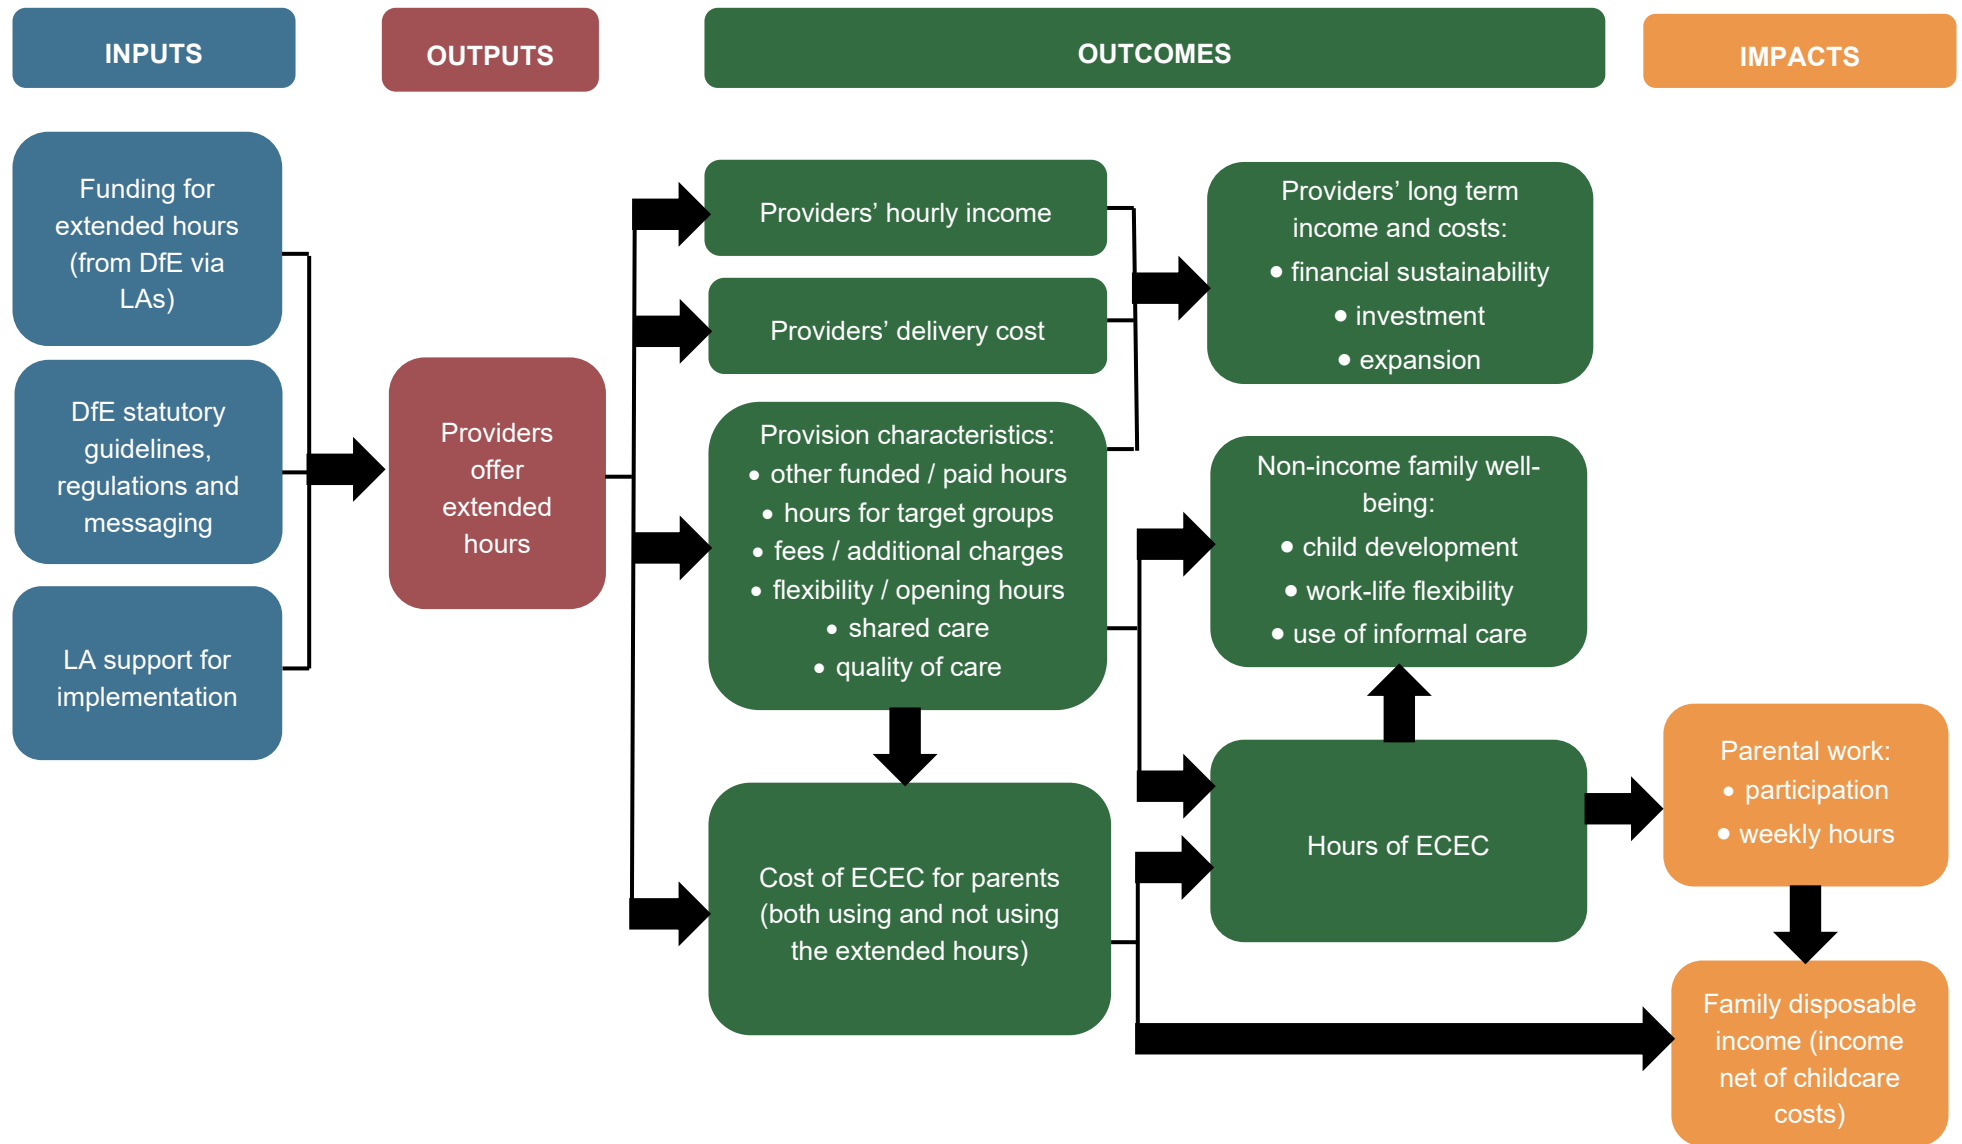 INPUTS
OUTPUTS
OUTCOMES
IMPACTS
Funding for
extended hours
(from DfE via
LAs)
DfE statutory
guidelines,
regulations and
messaging
LA support for
implementation
Providers
offer
extended
hours
Providers’ hourly income
Providers’ delivery cost
Provision characteristics:
• other funded / paid hours
• hours for target groups
• fees / additional charges
• flexibility / opening hours
• shared care
• quality of care
Cost of ECEC for parents
(both using and not using
the extended hours)
Providers’ long term
income and costs:
• financial sustainability
• investment
• expansion
Non-income family well-
being:
• child development
• work-life flexibility
• use of informal care
Hours of ECEC
Parental work:
• participation
• weekly hours
Family disposable
income (income
net of childcare
costs)